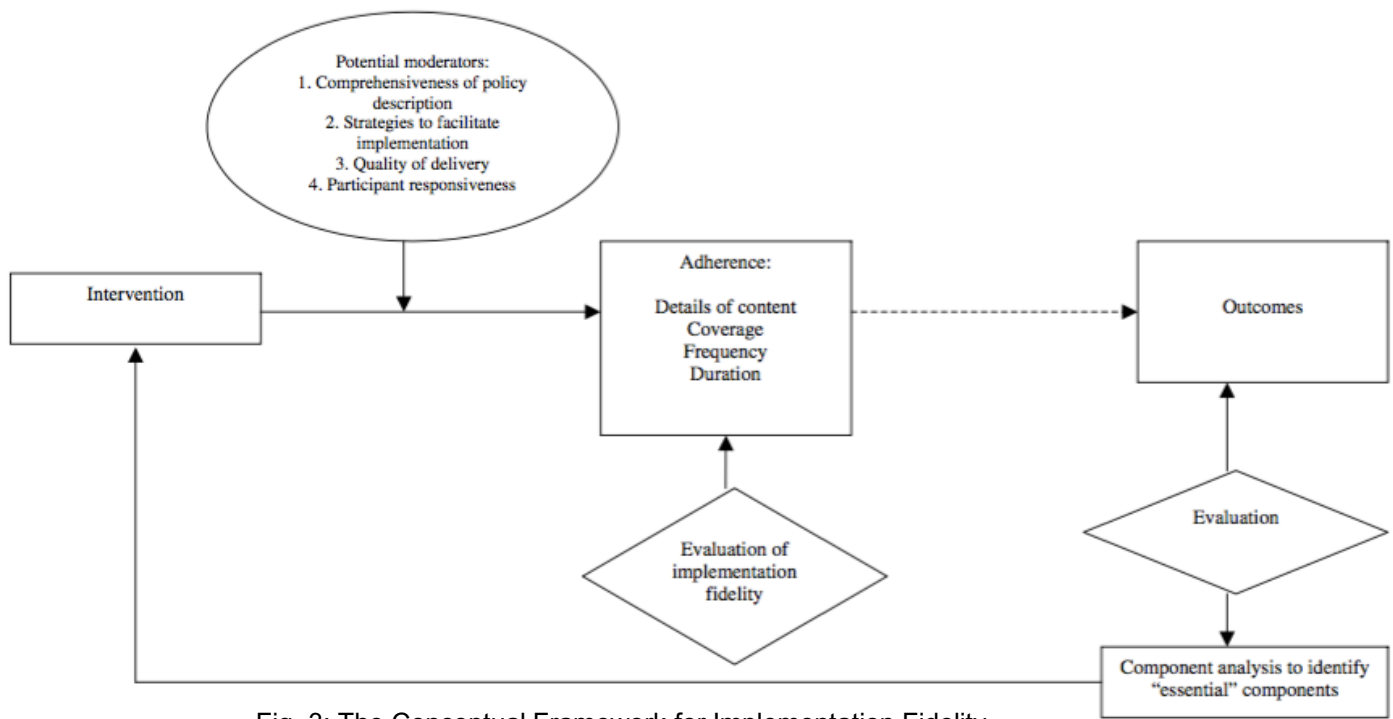 Potential moderators:
1. Comprehensiveness of policy
description
2. Strategies to facilitate
implementation
3. Quality of delivery
4. Participant responsiveness
Intervention
Adherence:
Details of content
Coverage
Frequency
Duration
Outcomes
Evaluation of
implementation
fidelity
Evaluation
Component analysis to identify
“essential” components
Fig. 3: The Conceptual Framework for Implementation Fidelity